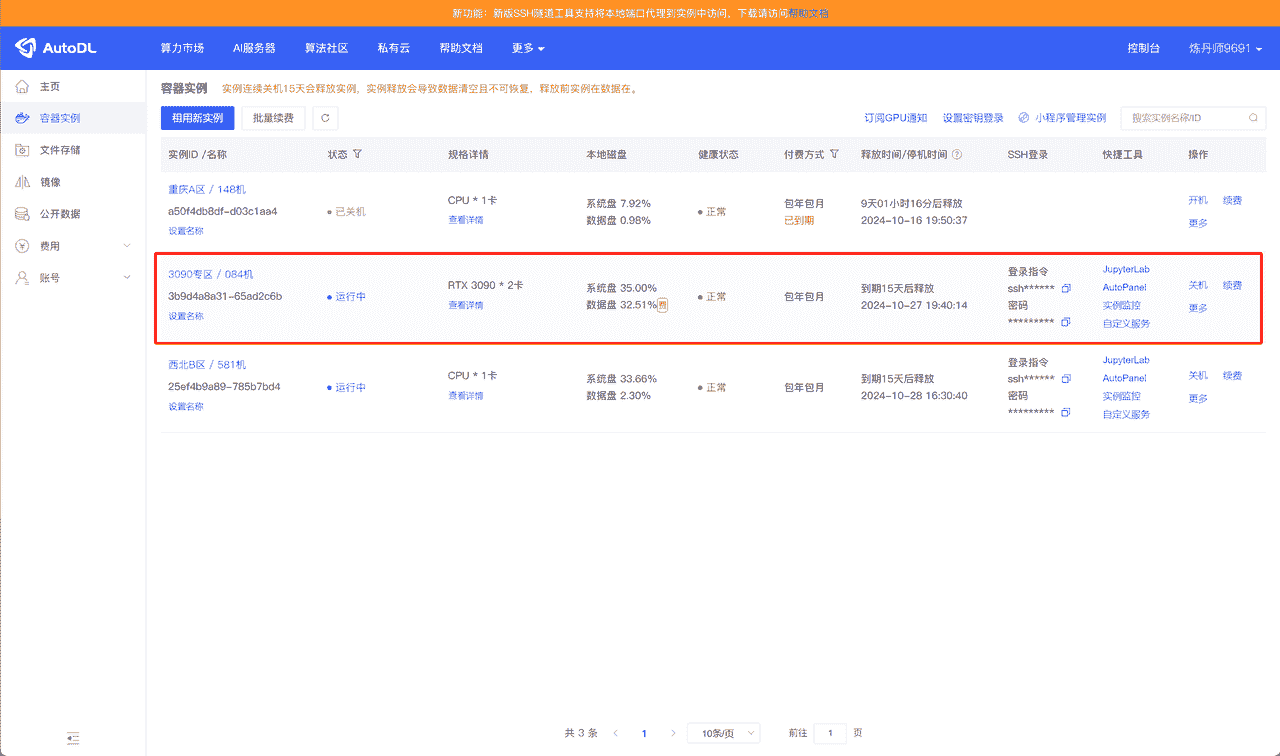 新功能：新版SSH隧道工具支持将本地端口代理到实例中访问，下载请访问帮助文档
AutoDL 算力市场 AI服务器 算法社区 私有云 帮助文档 更多 控制台 炼丹师9691
主页
容器实例
文件存储
镜像
公开数据
费用
账号
容器实例 实例连续关机15天会释放实例，实例释放会导致数据清空且不可恢复，释放前实例在数据在。
租用新实例 批量续费 订阅GPU通知 设置密钥登录 小程序管理实例 搜索实例名称/ID
实例ID /名称 状态 规格详情 本地磁盘 健康状态 付费方式 释放时间/停机时间 SSH登录 快捷工具 操作
重庆A区 / 148机
a50f4db8df-d03c1aa4
设置名称
已关机
CPU * 1卡
查看详情
系统盘 7.92%
数据盘 0.98%
正常
包年包月
已到期
9天01小时16分后释放
2024-10-16 19:50:37
开机 续费
更多
3090专区 / 084机
3b9d4a8a31-65ad2c6b
设置名称
运行中
RTX 3090 * 2卡
查看详情
系统盘 35.00%
数据盘 32.51%
正常
包年包月
到期15天后释放
2024-10-27 19:40:14
登录指令
ssh******
密码
*********
JupyterLab
AutoPanel
实例监控
自定义服务
关机 续费
更多
西北B区 / 581机
25ef4b9a89-785b7bd4
设置名称
运行中
CPU * 1卡
查看详情
系统盘 33.66%
数据盘 2.30%
正常
包年包月
到期15天后释放
2024-10-28 16:30:40
登录指令
ssh******
密码
*********
JupyterLab
AutoPanel
实例监控
自定义服务
关机 续费
更多
共 3 条 1 10条/页 前往 1 页